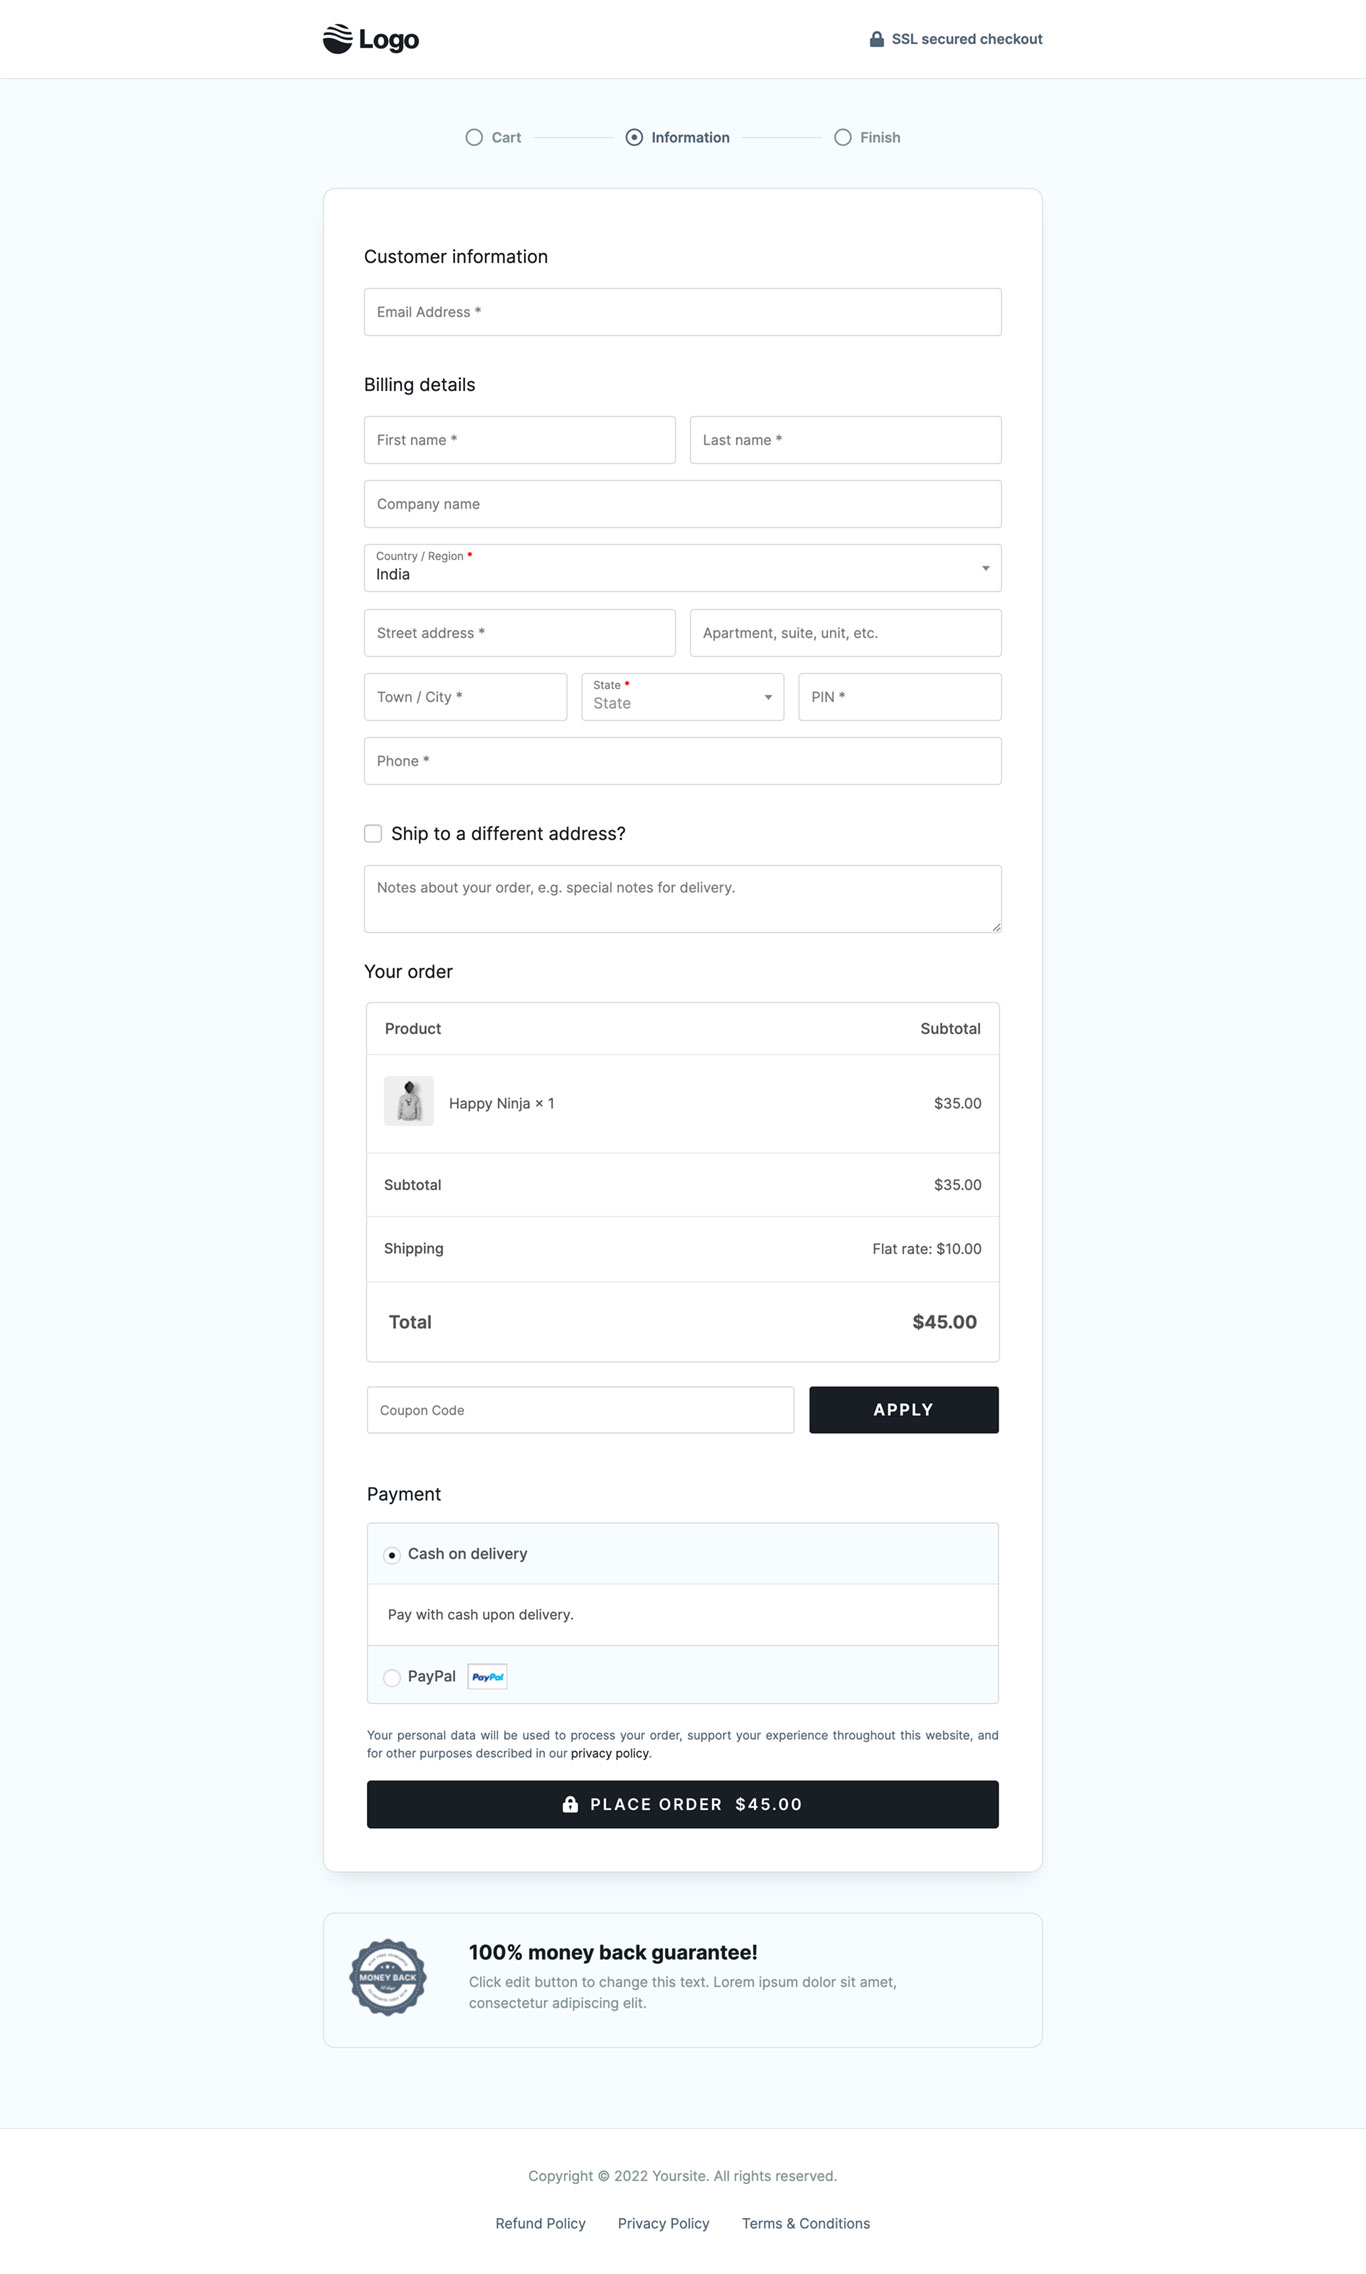 Logo
SSL secured checkout
Cart
Information
Finish
Customer information
Email Address *
Billing details
First name *
Last name *
Company name
Country / Region *
India
Street address *
Apartment, suite, unit, etc.
Town / City *
State *
State
PIN *
Phone *
Ship to a different address?
Notes about your order, e.g. special notes for delivery.
Your order
Product
Subtotal
Happy Ninja × 1
$35.00
Subtotal
$35.00
Shipping
Flat rate: $10.00
Total
$45.00
Coupon Code
APPLY
Payment
Cash on delivery
Pay with cash upon delivery.
PayPal
PayPal
Your personal data will be used to process your order, support your experience throughout this website, and
for other purposes described in our privacy policy.
PLACE ORDER $45.00
MONEY BACK
100% money back guarantee!
Click edit button to change this text. Lorem ipsum dolor sit amet,
consectetur adipiscing elit.
Copyright © 2022 Yoursite. All rights reserved.
Refund Policy
Privacy Policy
Terms & Conditions